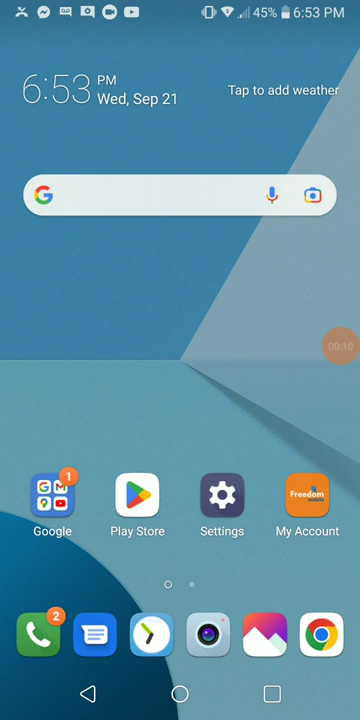 45% 6:53 PM
6:53 PM
Wed, Sep 21
Tap to add weather
00:10
1
Freedom
mobile
Google
Play Store
Settings
My Account
2